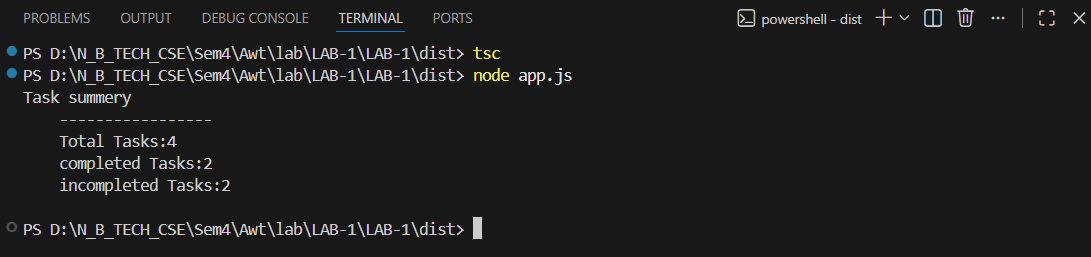 PROBLEMS OUTPUT DEBUG CONSOLE TERMINAL PORTS powershell - dist
PS D:\N_B_TECH_CSE\Sem4\Awt\lab\LAB-1\LAB-1\dist> tsc
PS D:\N_B_TECH_CSE\Sem4\Awt\lab\LAB-1\LAB-1\dist> node app.js
Task summery
-----------------
Total Tasks:4
completed Tasks:2
incompleted Tasks:2
PS D:\N_B_TECH_CSE\Sem4\Awt\lab\LAB-1\LAB-1\dist>